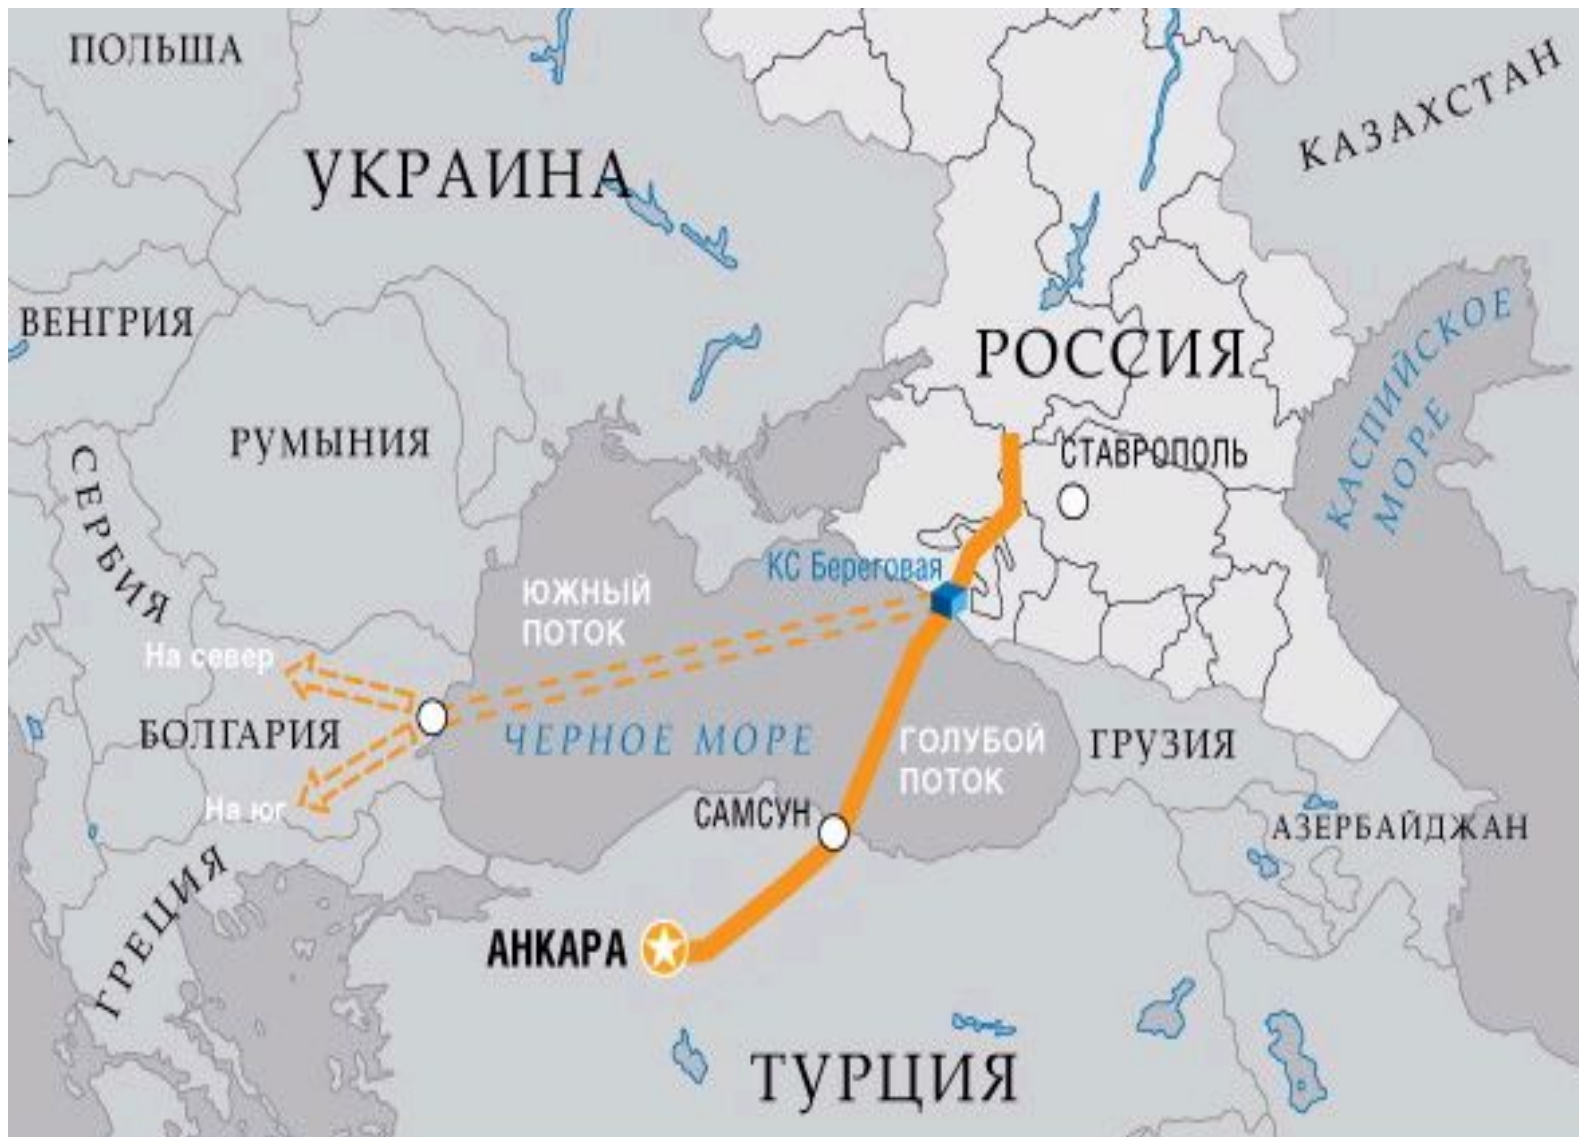 ПОЛЬША
КАЗАХСТАН
УКРАИНА
ВЕНГРИЯ
РОССИЯ
КАСПИЙСКОЕ
МОРЕ
РУМЫНИЯ
СТАВРОПОЛЬ
СЕРБИЯ
КС Береговая
ЮЖНЫЙ
ПОТОК
На север
БОЛГАРИЯ
ЧЕРНОЕ МОРЕ
ГОЛУБОЙ
ПОТОК
ГРУЗИЯ
На юг
САМСУН
АЗЕРБАЙДЖАН
ГРЕЦИЯ
АНКАРА
ТУРЦИЯ